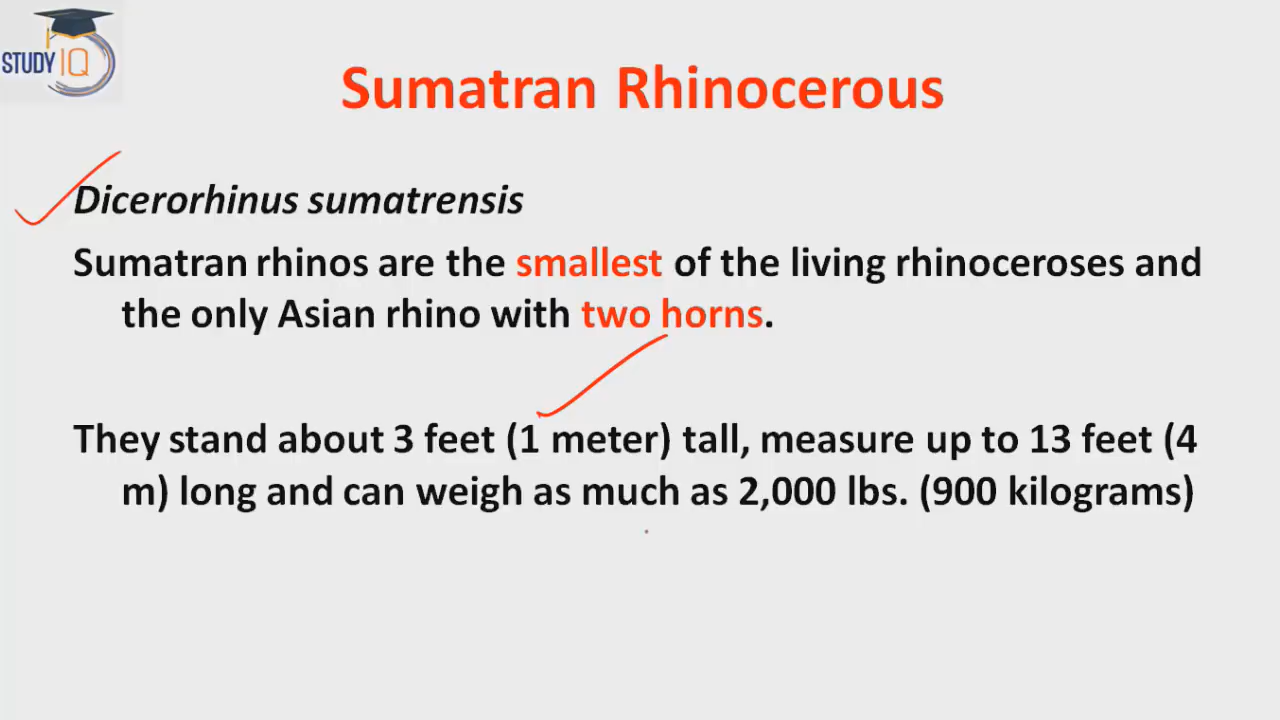 STUDY IQ
Sumatran Rhinocerous
Dicerorhinus sumatrensis
Sumatran rhinos are the smallest of the living rhinoceroses and
the only Asian rhino with two horns.
They stand about 3 feet (1 meter) tall, measure up to 13 feet (4
m) long and can weigh as much as 2,000 lbs. (900 kilograms)